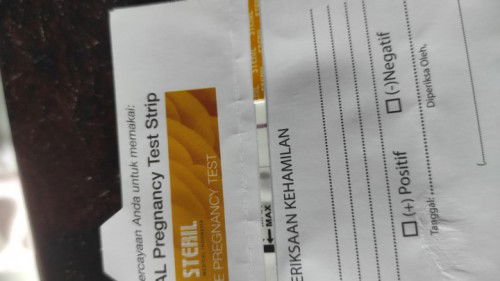 ercayaan Anda untuk memakai:
AL Pregnancy Test Strip
STERIL
E PREGNANCY TEST
MAX
ERIKSAAN KEHAMILAN
(+) Positif
(-)Negatif
Tanggal:
Diperiksa Oleh,
(